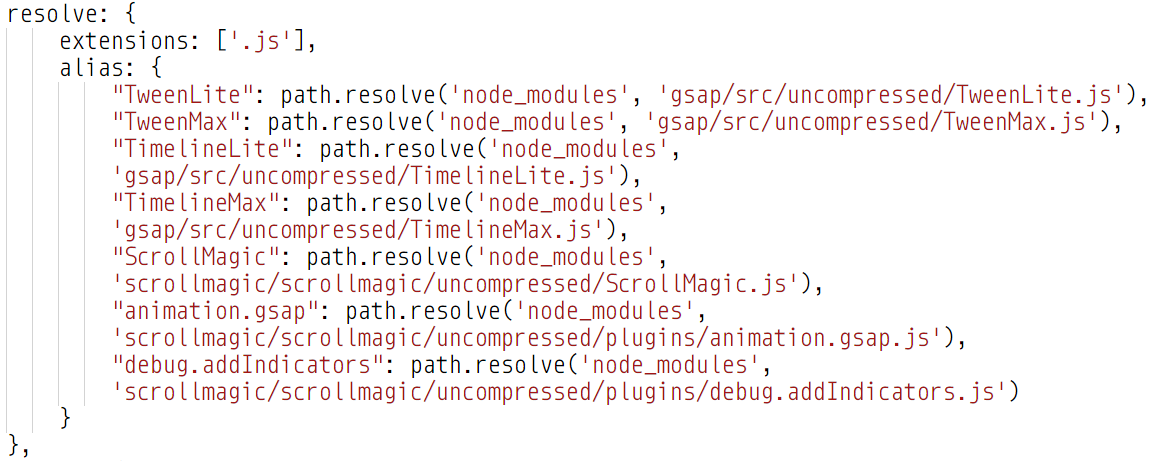 resolve: {
    extensions: ['.js'],
    alias: {
        "TweenLite": path.resolve('node_modules', 'gsap/src/uncompressed/TweenLite.js'),
        "TweenMax": path.resolve('node_modules', 'gsap/src/uncompressed/TweenMax.js'),
        "TimelineLite": path.resolve('node_modules',
        'gsap/src/uncompressed/TimelineLite.js'),
        "TimelineMax": path.resolve('node_modules',
        'gsap/src/uncompressed/TimelineMax.js'),
        "ScrollMagic": path.resolve('node_modules',
        'scrollmagic/scrollmagic/uncompressed/ScrollMagic.js'),
        "animation.gsap": path.resolve('node_modules',
        'scrollmagic/scrollmagic/uncompressed/plugins/animation.gsap.js'),
        "debug.addIndicators": path.resolve('node_modules',
        'scrollmagic/scrollmagic/uncompressed/plugins/debug.addIndicators.js')
    }
},